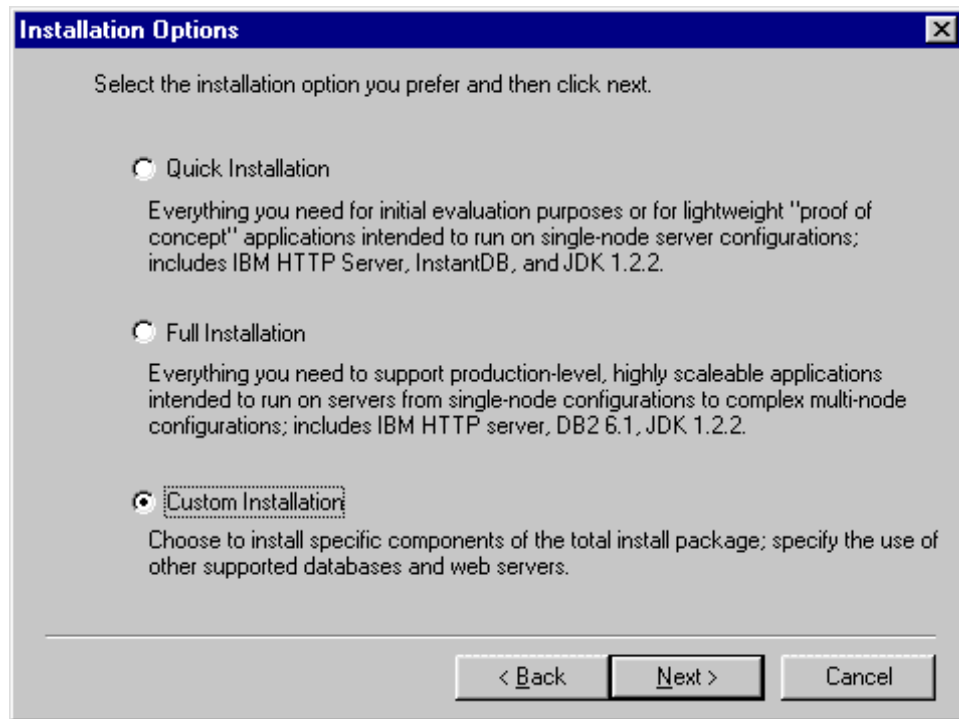 Installation Options
Select the installation option you prefer and then click next.
Quick Installation
Everything you need for initial evaluation purposes or for lightweight "proof of
concept" applications intended to run on single-node server configurations;
includes IBM HTTP Server, InstantDB, and JDK 1.2.2.
Full Installation
Everything you need to support production-level, highly scaleable applications
intended to run on servers from single-node configurations to complex multi-node
configurations; includes IBM HTTP server, DB2 6.1, JDK 1.2.2.
Custom Installation
Choose to install specific components of the total install package; specify the use of
other supported databases and web servers.
< Back Next > Cancel